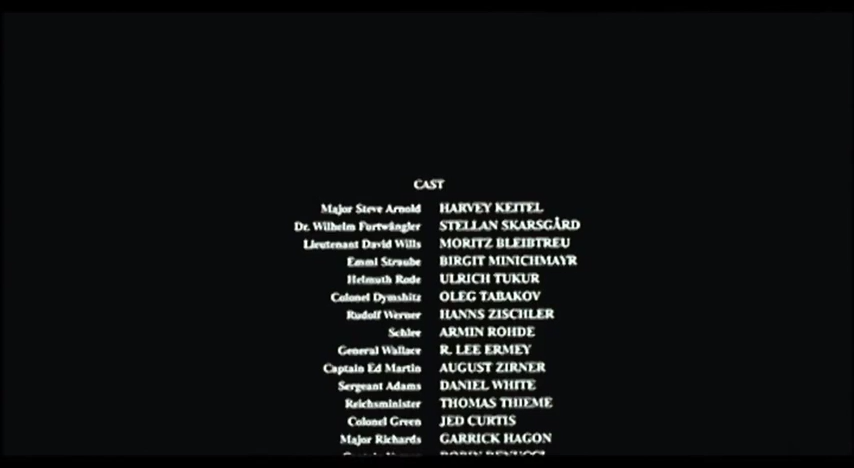 CAST
Major Steve Arnold HARVEY KEITEL
Dr. Wilhelm Furtwängler STELLAN SKARSGÅRD
Lieutenant David Wills MORITZ BLEIBTREU
Emmi Straube BIRGIT MINICHMAYR
Helmuth Rode ULRICH TUKUR
Colonel Dymshitz OLEG TABAKOV
Rudolf Werner HANNS ZISCHLER
Schlee ARMIN ROHDE
General Wallace R. LEE ERMEY
Captain Ed Martin AUGUST ZIRNER
Sergeant Adams DANIEL WHITE
Reichsminister THOMAS THIEME
Colonel Green JED CURTIS
Major Richards GARRICK HAGON